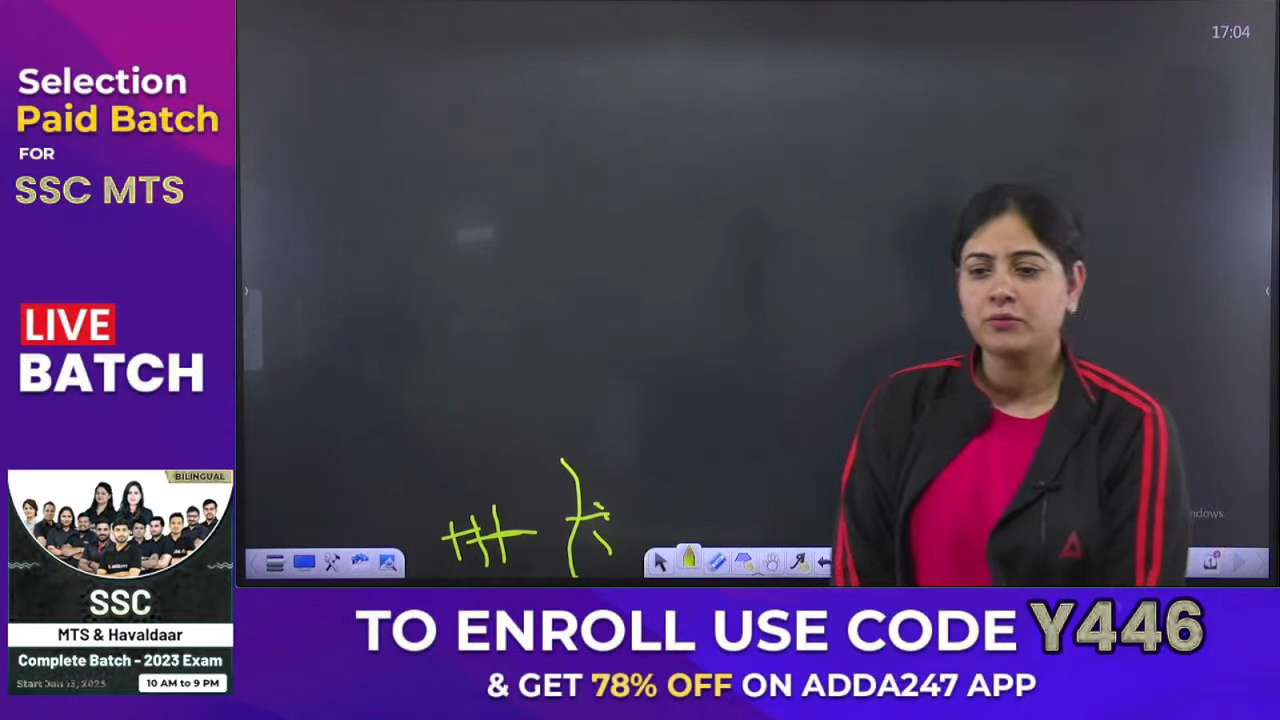 17:04
Selection
Paid Batch
FOR
SSC MTS
LIVE
BATCH
BILINGUAL
SSC
MTS & Havaldaar
Complete Batch - 2023 Exam
10 AM to 9 PM
TO ENROLL USE CODE Y446
& GET 78% OFF ON ADDA247 APP